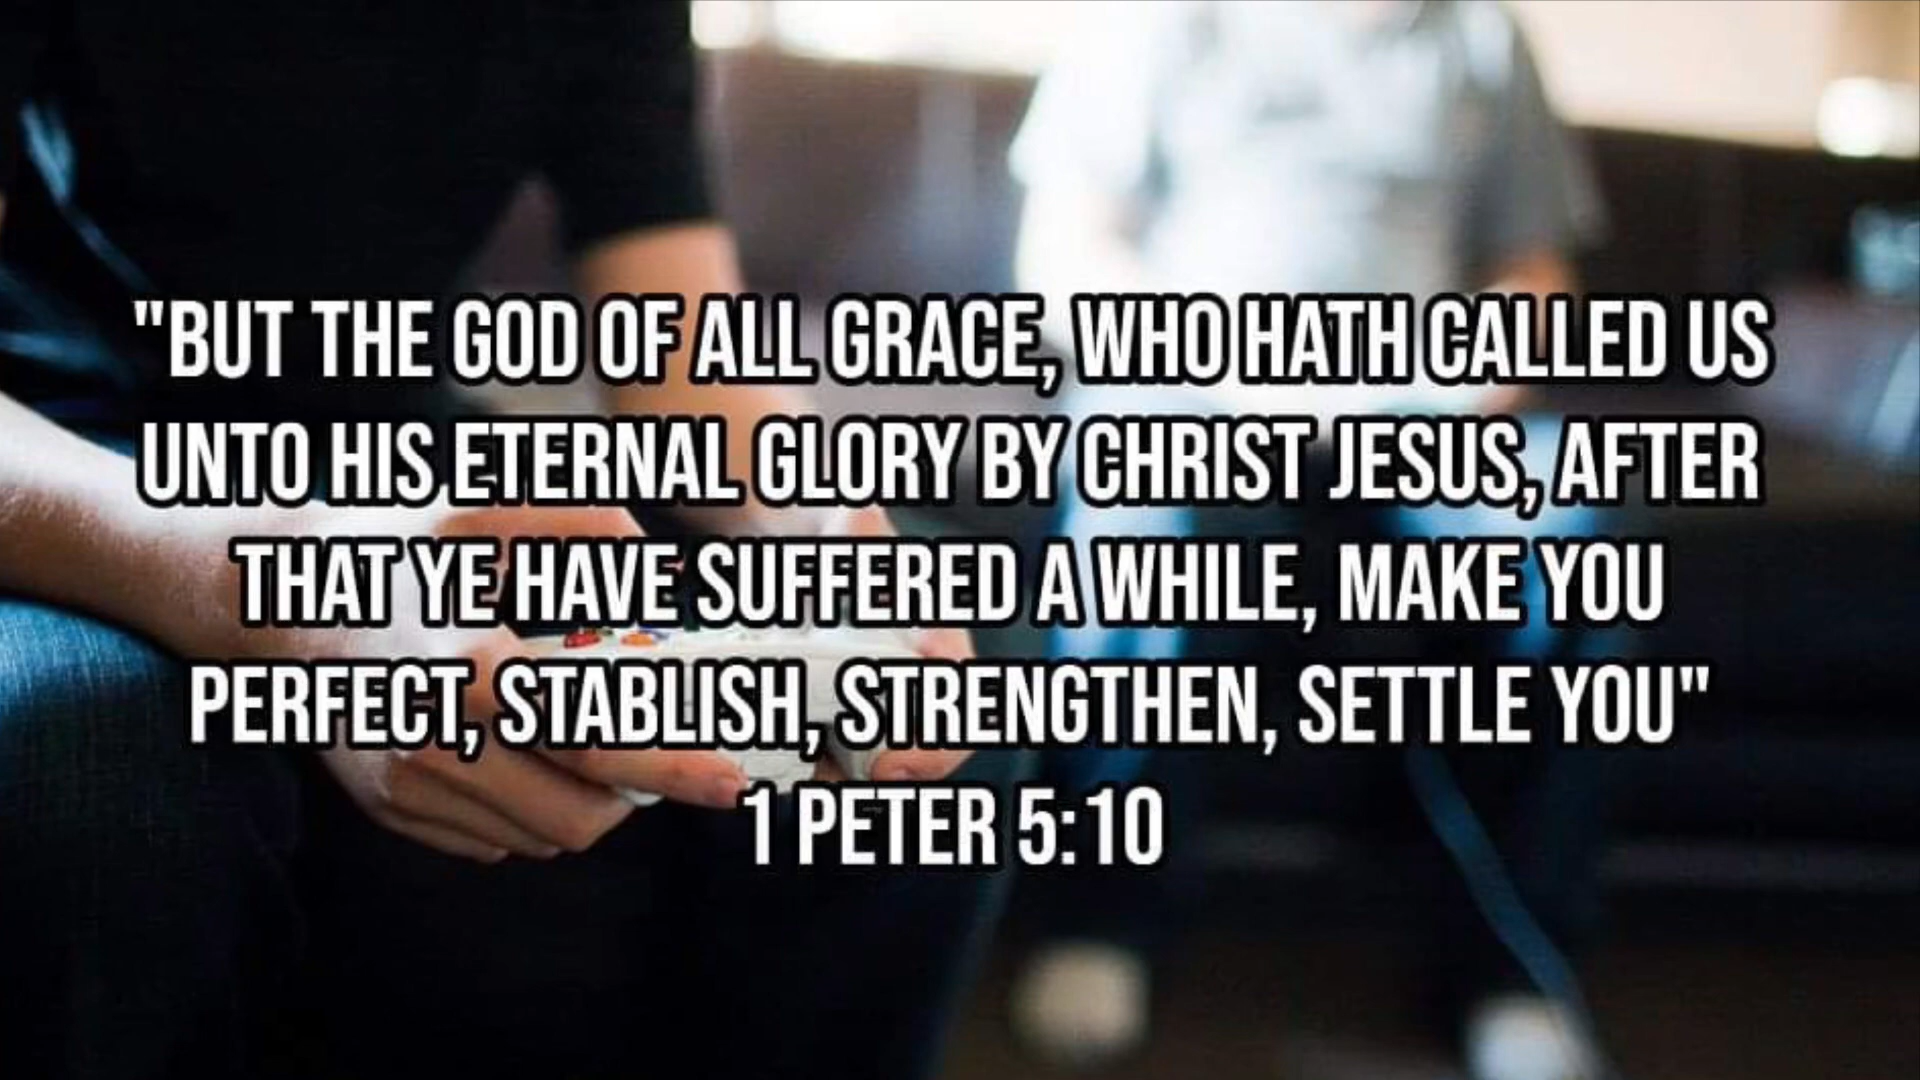 "BUT THE GOD OF ALL GRACE, WHO HATH CALLED US
UNTO HIS ETERNAL GLORY BY CHRIST JESUS, AFTER
THAT YE HAVE SUFFERED A WHILE, MAKE YOU
PERFECT, STABLISH, STRENGTHEN, SETTLE YOU"
1 PETER 5:10